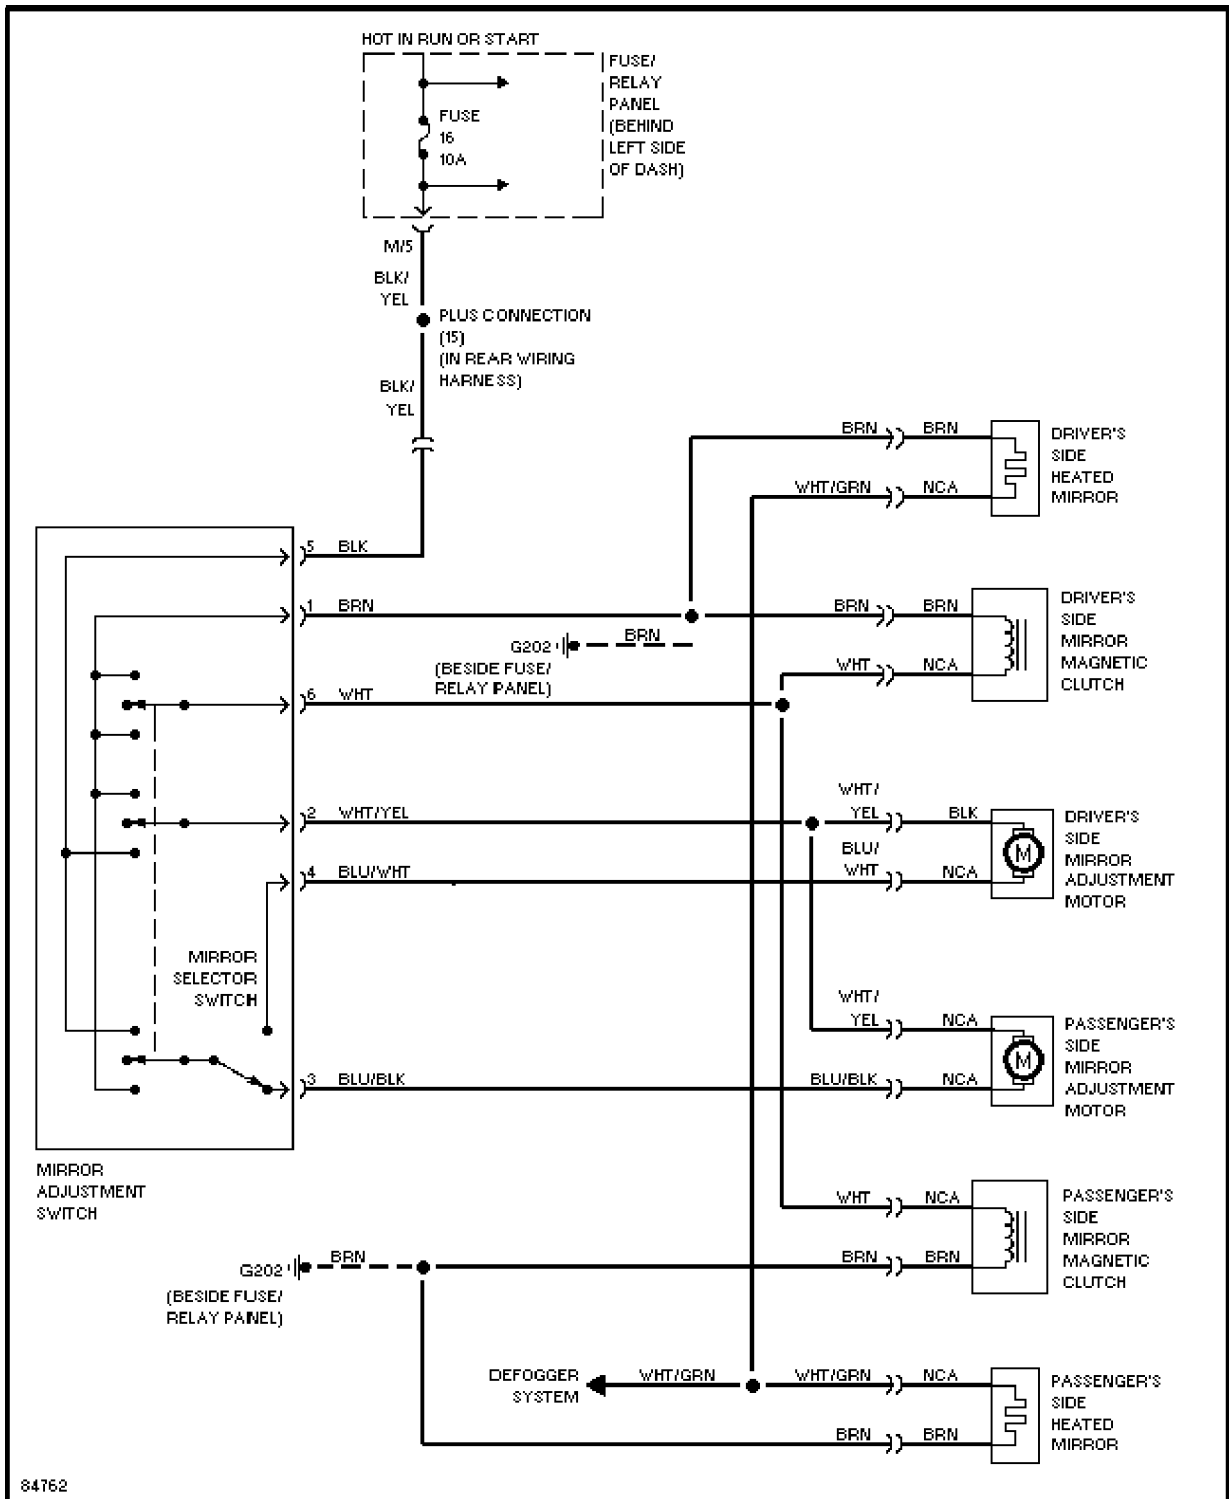 HOT IN RUN OR START
FUSE/
RELAY
PANEL
(BEHIND
LEFT SIDE
OF DASH)
FUSE
16
10A
M/5
BLK/
YEL
PLUS CONNECTION
(15)
(IN REAR WIRING
HARNESS)
BLK/
YEL
BRN
BRN
DRIVER'S
SIDE
HEATED
MIRROR
WHT/GRN
NCA
5
BLK
1
BRN
BRN
BRN
DRIVER'S
SIDE
MIRROR
MAGNETIC
CLUTCH
G202
BRN
(BESIDE FUSE/
RELAY PANEL)
WHT
NCA
6
WHT
2
WHT/YEL
WHT/
YEL
BLK
DRIVER'S
SIDE
MIRROR
ADJUSTMENT
MOTOR
4
BLU/WHT
BLU/
WHT
NCA
MIRROR
SELECTOR
SWITCH
WHT/
YEL
NCA
PASSENGER'S
SIDE
MIRROR
ADJUSTMENT
MOTOR
3
BLU/BLK
BLU/BLK
NCA
MIRROR
ADJUSTMENT
SWITCH
WHT
NCA
PASSENGER'S
SIDE
MIRROR
MAGNETIC
CLUTCH
G202
BRN
BRN
BRN
(BESIDE FUSE/
RELAY PANEL)
DEFOGGER
SYSTEM
WHT/GRN
WHT/GRN
NCA
PASSENGER'S
SIDE
HEATED
MIRROR
BRN
BRN
M
M
84762